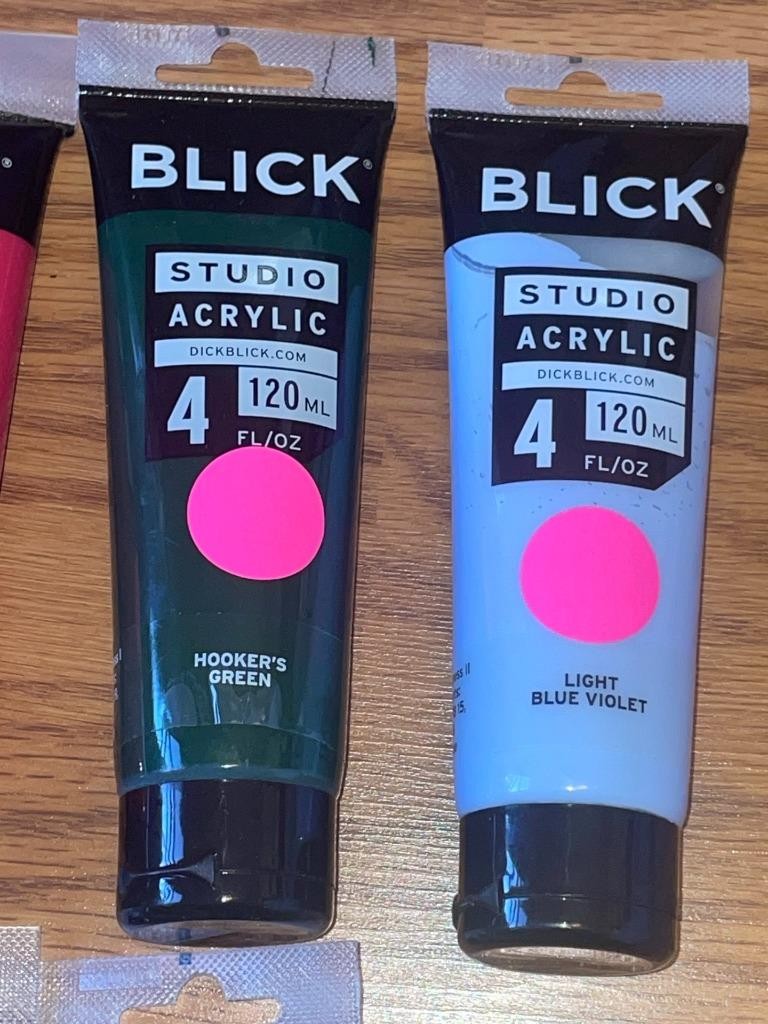 BLICK®
STUDIO
ACRYLIC
DICKBLICK.COM
4
120 ML
FL/OZ
HOOKER'S
GREEN
BLICK®
STUDIO
ACRYLIC
DICKBLICK.COM
4
120 ML
FL/OZ
LIGHT
BLUE VIOLET
®